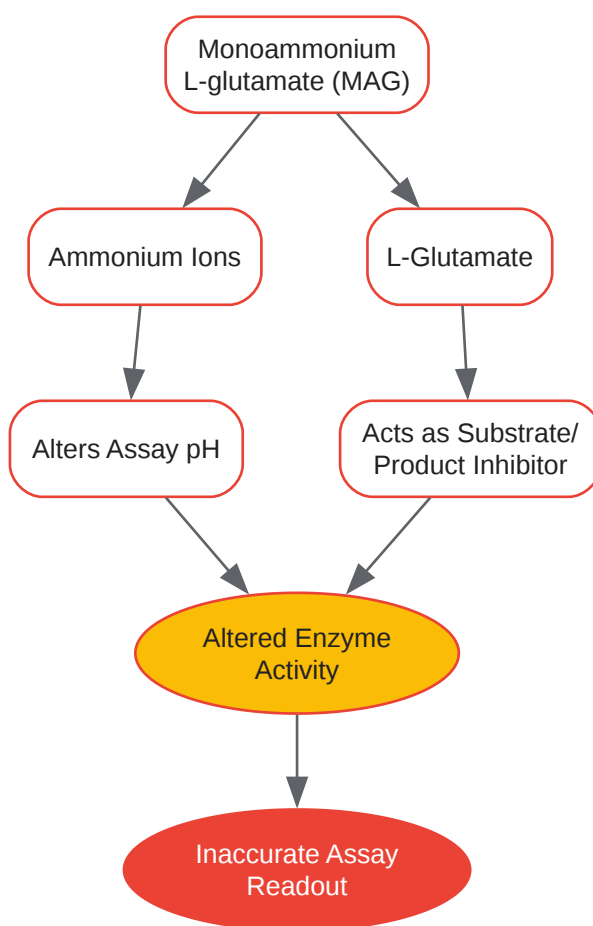 Monoammonium
L-glutamate (MAG)
Ammonium Ions
L-Glutamate
Alters Assay pH
Acts as Substrate/
Product Inhibitor
Altered Enzyme
Activity
Inaccurate Assay
Readout